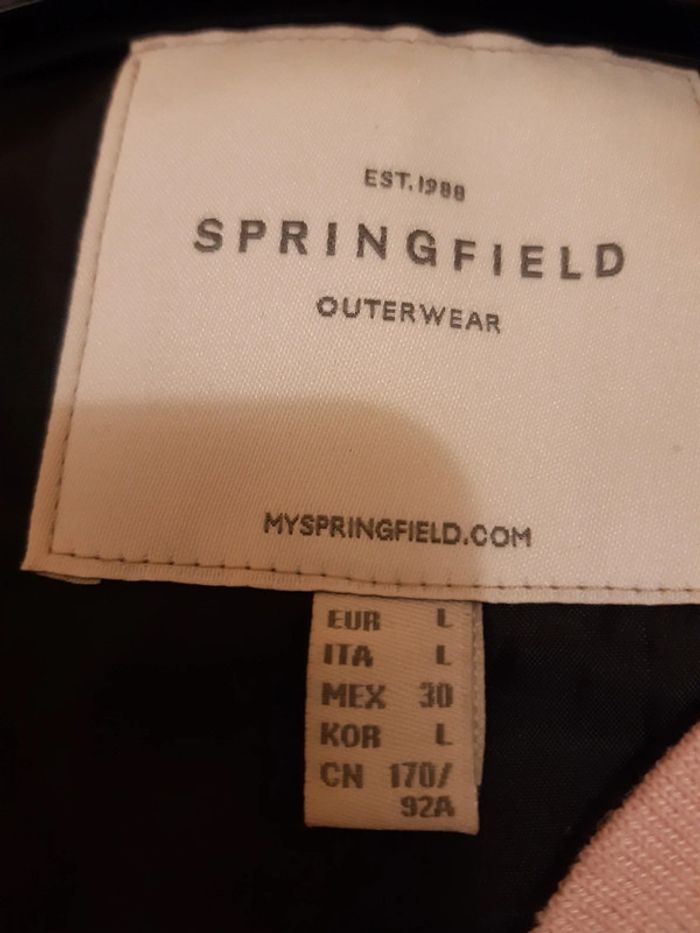 EST. 1988
SPRINGFIELD
OUTERWEAR
MYSPRINGFIELD.COM
EUR L
ITA L
MEX 30
KOR L
CN 170/
92A